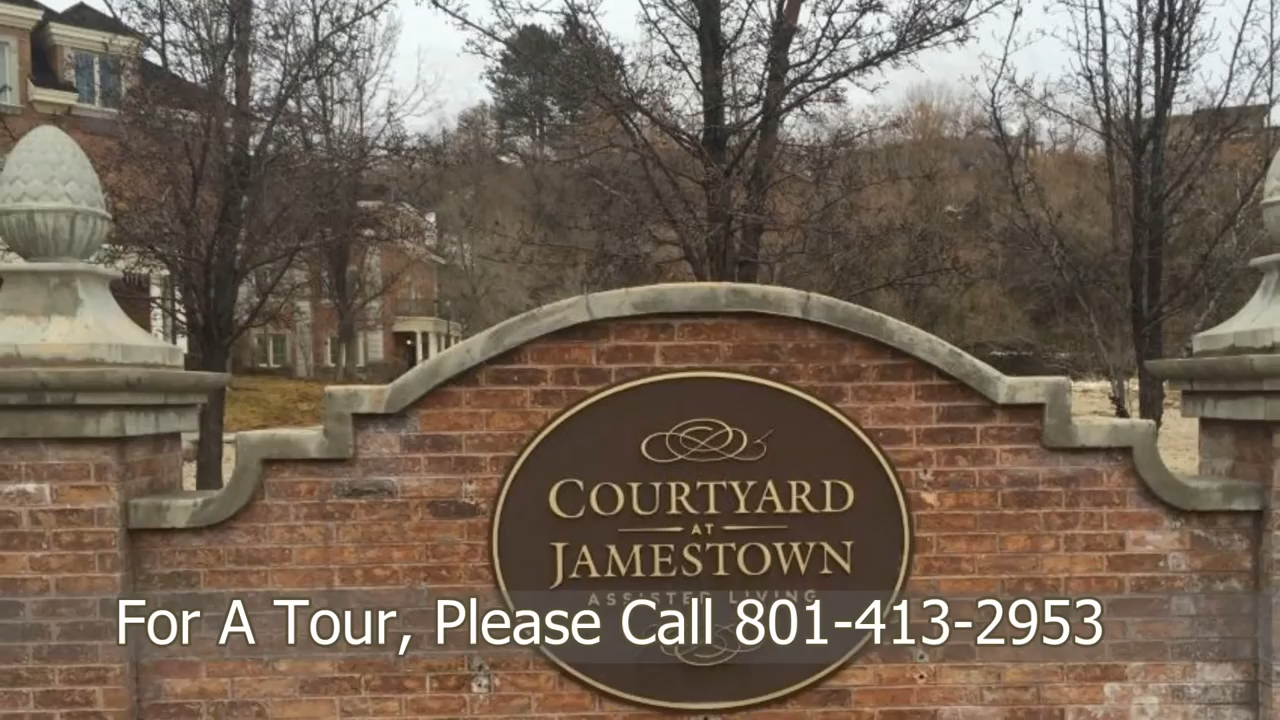 COURTYARD
AT
JAMESTOWN
ASSISTED LIVING
For A Tour, Please Call 801-413-2953